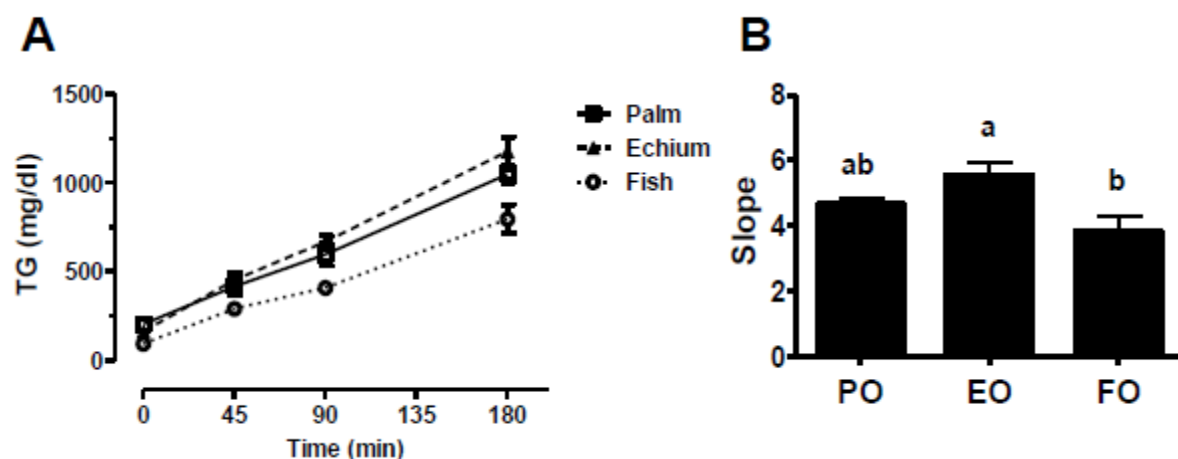 A
TG (mg/dl)
1500
1000
500
0
0 45 90 135 180
Time (min)
Palm
Echium
Fish
B
Slope
8
6
4
2
0
ab
a
b
PO EO FO